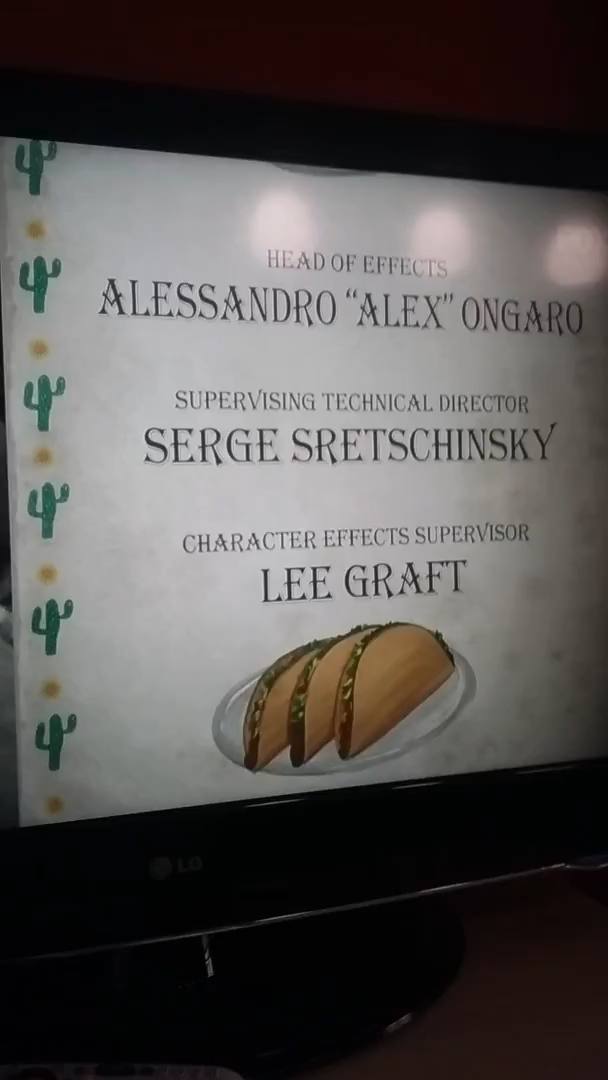 HEAD OF EFFECTS
ALESSANDRO “ALEX” ONGARO
SUPERVISING TECHNICAL DIRECTOR
SERGE SRETSCHINSKY
CHARACTER EFFECTS SUPERVISOR
LEE GRAFT
LG